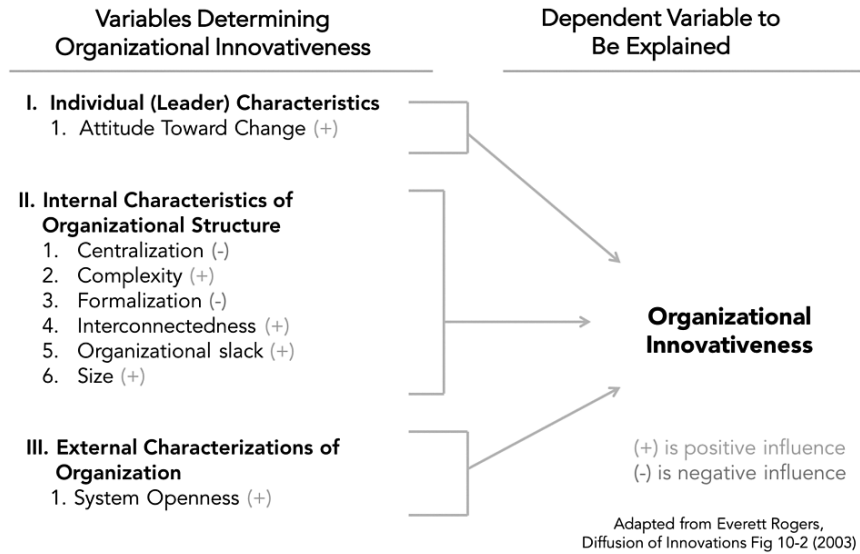 Variables Determining
Organizational Innovativeness
Dependent Variable to
Be Explained
I. Individual (Leader) Characteristics
1. Attitude Toward Change (+)
II. Internal Characteristics of
Organizational Structure
1. Centralization (-)
2. Complexity (+)
3. Formalization (-)
4. Interconnectedness (+)
5. Organizational slack (+)
6. Size (+)
III. External Characterizations of
Organization
1. System Openness (+)
Organizational
Innovativeness
(+) is positive influence
(-) is negative influence
Adapted from Everett Rogers,
Diffusion of Innovations Fig 10-2 (2003)